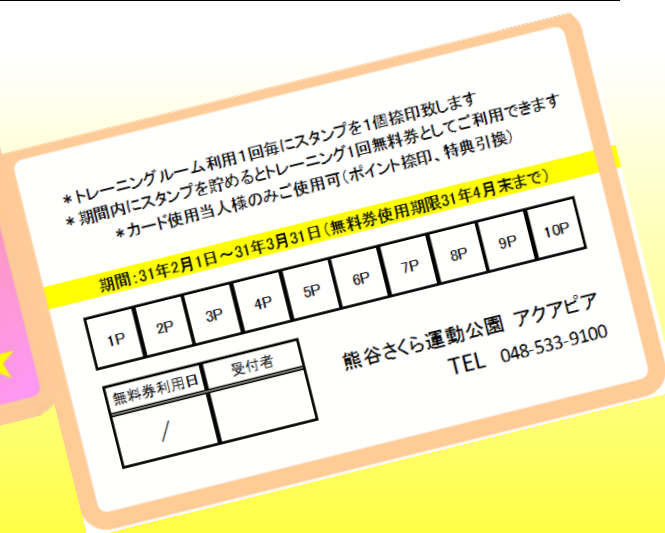 *トレーニングルーム利用1回毎にスタンプを1個捺印致します
*期間内にスタンプを貯めるとトレーニング1回無料券としてご利用できます
*カード使用当人様のみご使用可(ポイント捺印、特典引換)
期間:31年2月1日～31年3月31日(無料券使用期限31年4月末まで)
1P 2P 3P 4P 5P 6P 7P 8P 9P 10P
熊谷さくら運動公園 アクアピア
TEL 048-533-9100
無料券利用日 受付者
/